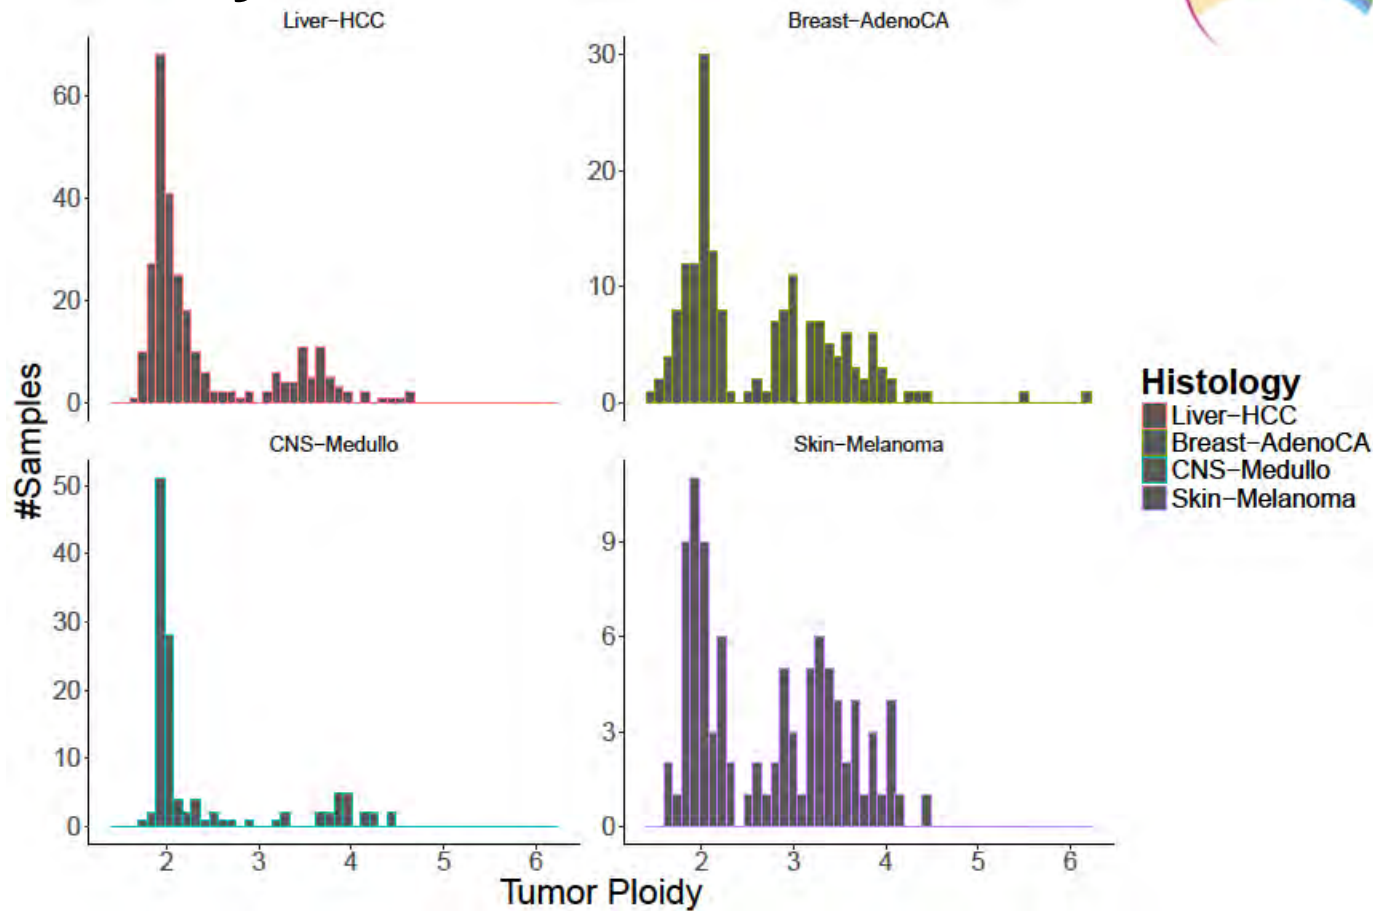 Liver−HCC
Breast−AdenoCA
60
40
20
0
30
20
10
0
#Samples
CNS−Medullo
Skin−Melanoma
50
40
30
20
10
0
9
6
3
0
2 3 4 5 6
2 3 4 5 6
Tumor Ploidy
Histology
Liver−HCC
Breast−AdenoCA
CNS−Medullo
Skin−Melanoma